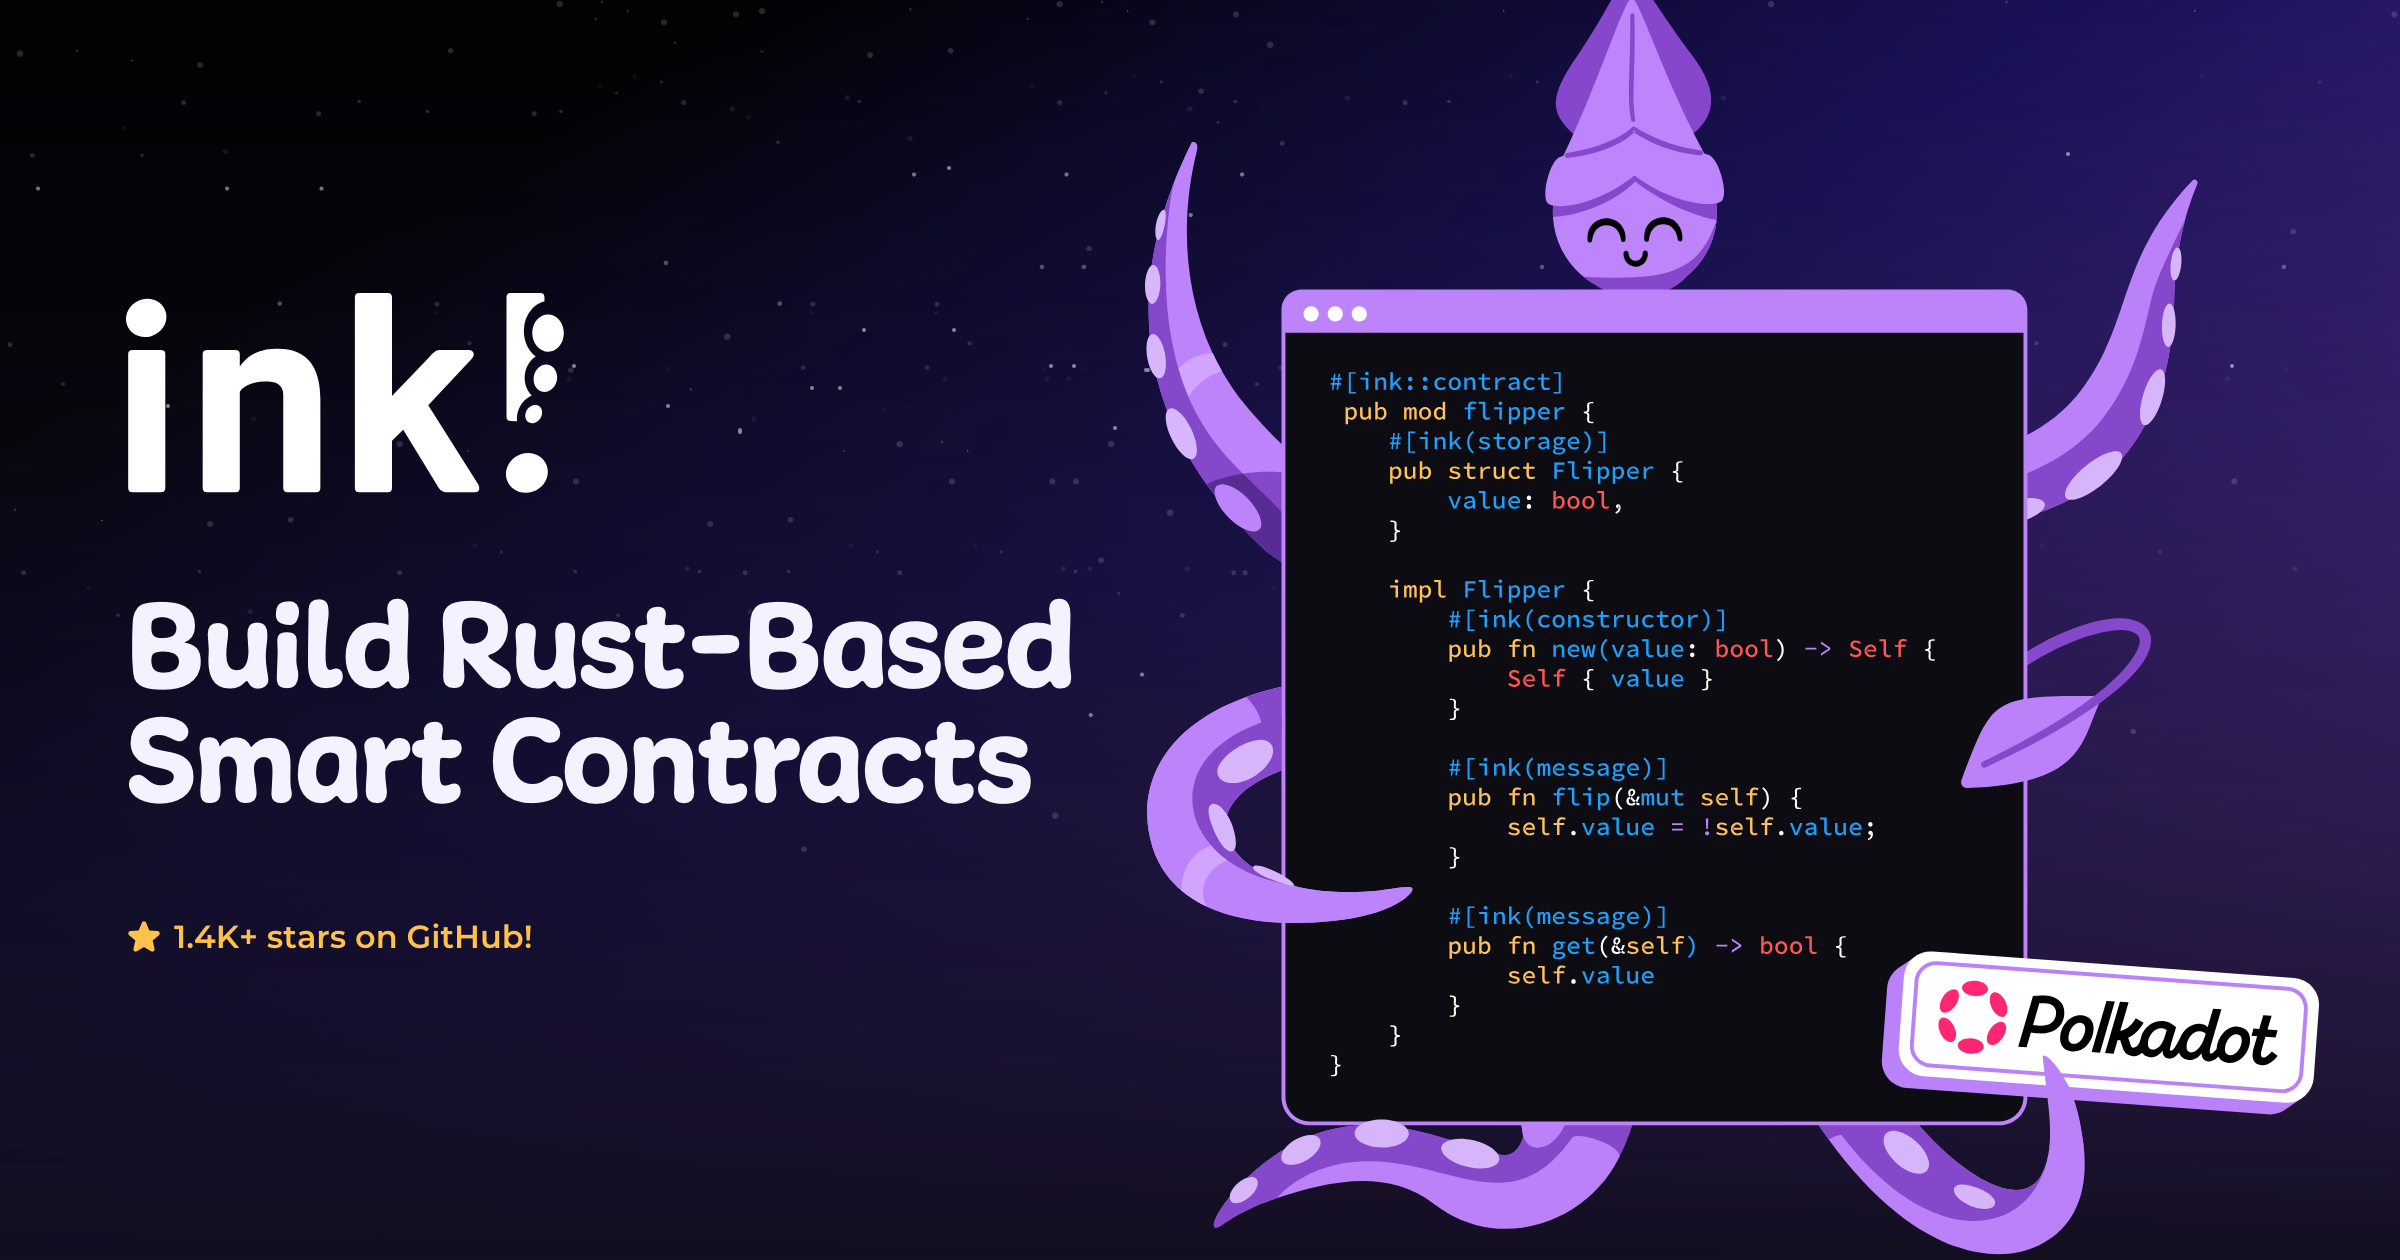 ink!
Build Rust-Based
Smart Contracts
1.4K+ stars on GitHub!
#[ink::contract]
pub mod flipper {
#[ink(storage)]
pub struct Flipper {
value: bool,
}
impl Flipper {
#[ink(constructor)]
pub fn new(value: bool) -> Self {
Self { value }
}
#[ink(message)]
pub fn flip(&mut self) {
self.value = !self.value;
}
#[ink(message)]
pub fn get(&self) -> bool {
self.value
}
}
}
Polkadot